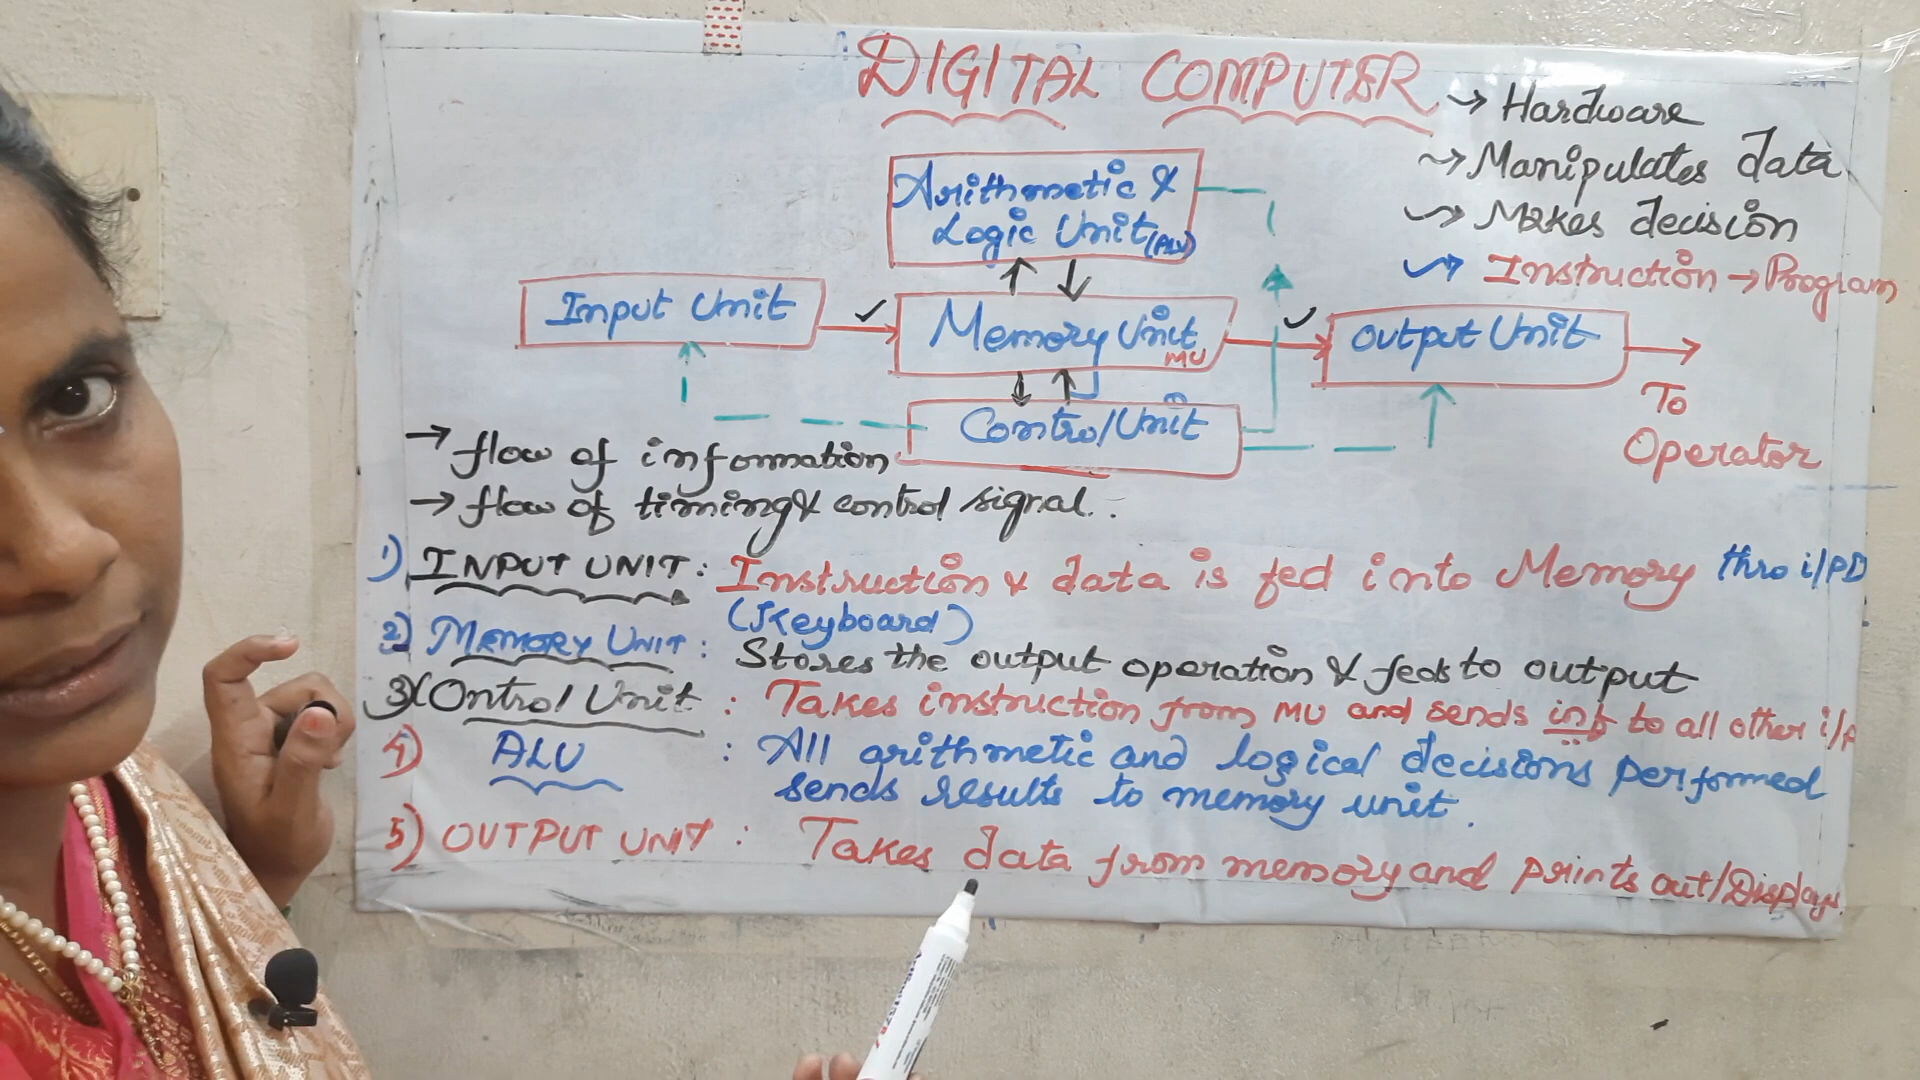 DIGITAL COMPUTER
→ Hardware
→ Manipulates data
→ Makes decision
→ Instruction → Program
Arithmetic &
Logic Unit (ALU)
Input Unit
Memory Unit
MU
Output Unit
Control Unit
To
Operator
→ flow of information
→ flow of timing & control signal.
1) INPUT UNIT: Instruction & data is fed into Memory thro i/PD
(Keyboard)
2) MEMORY UNIT: Stores the output operation & feds to output
3) Control Unit : Takes instruction from MU and sends inf to all other
4) ALU : All arithmetic and logical decisions performed
sends results to memory unit.
5) OUTPUT UNIT : Takes data from memory and prints out/Displays.